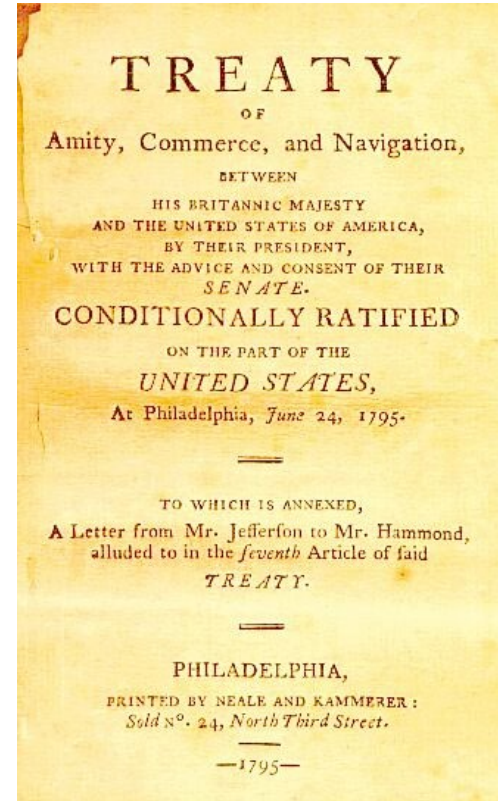 TREATY
OF
Amity, Commerce, and Navigation,
BETWEEN
HIS BRITANNIC MAJESTY
AND THE UNITED STATES OF AMERICA,
BY THEIR PRESIDENT,
WITH THE ADVICE AND CONSENT OF THEIR
SENATE.
CONDITIONALLY RATIFIED
ON THE PART OF THE
UNITED STATES,
At Philadelphia, June 24, 1795.
TO WHICH IS ANNEXED,
A Letter from Mr. Jefferſon to Mr. Hammond,
alluded to in the ſeventh Article of ſaid
TREATY.
PHILADELPHIA,
PRINTED BY NEALE AND KAMMERER:
Sold No. 24, North Third Street.
—1795—